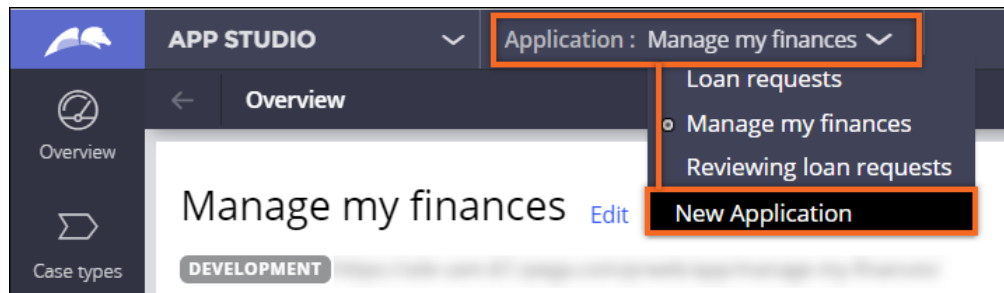 APP STUDIO
Application : Manage my finances
Overview
Loan requests
Manage my finances
Reviewing loan requests
New Application
Overview
Case types
Manage my finances Edit
DEVELOPMENT